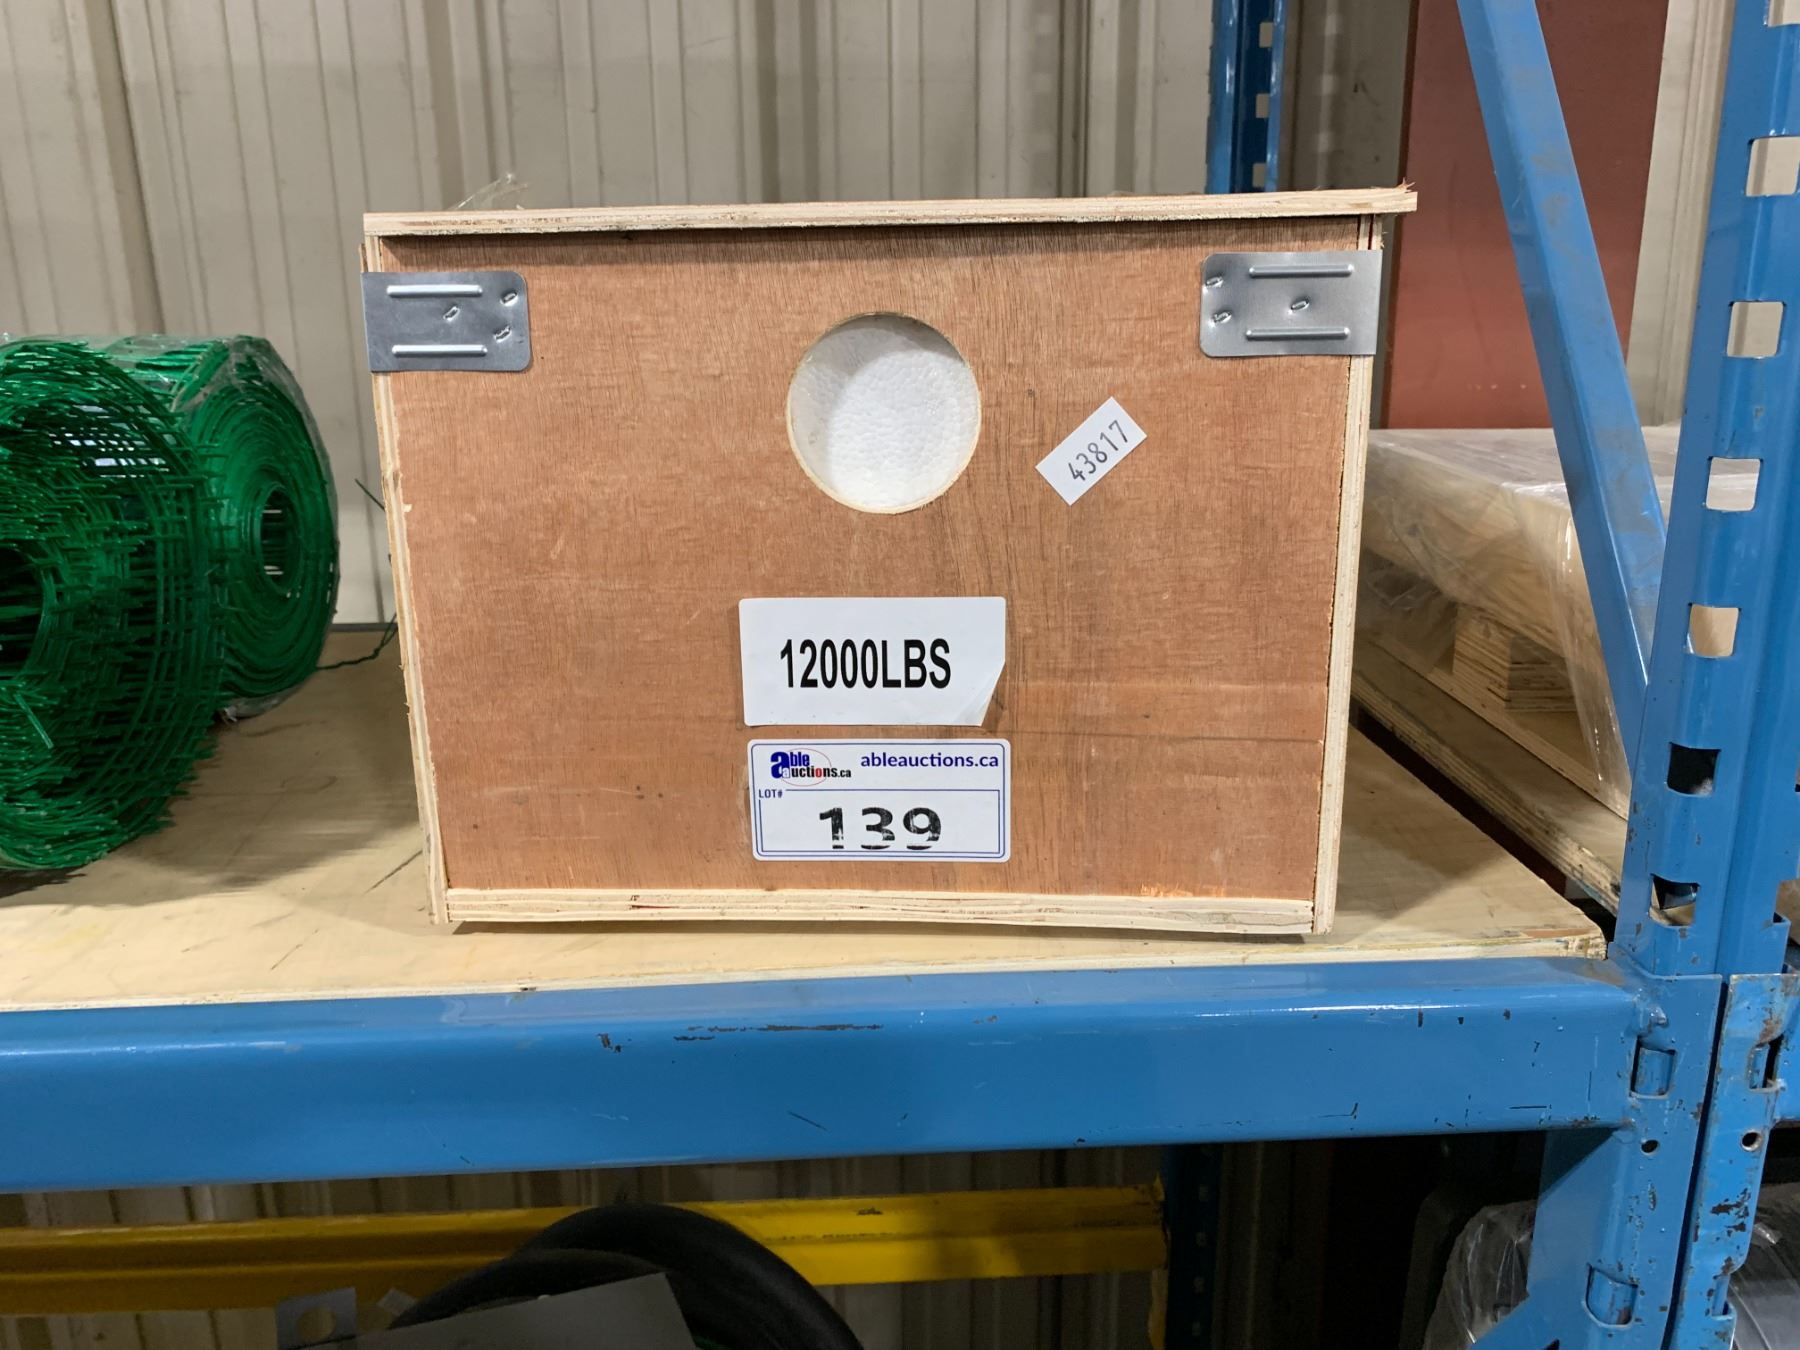 43817
12000LBS
able auctions.ca
ableauctions.ca
LOT#
139